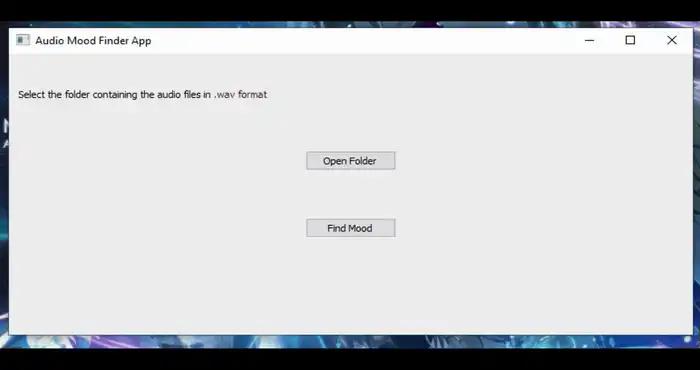 Audio Mood Finder App
Select the folder containing the audio files in .wav format
Open Folder
Find Mood